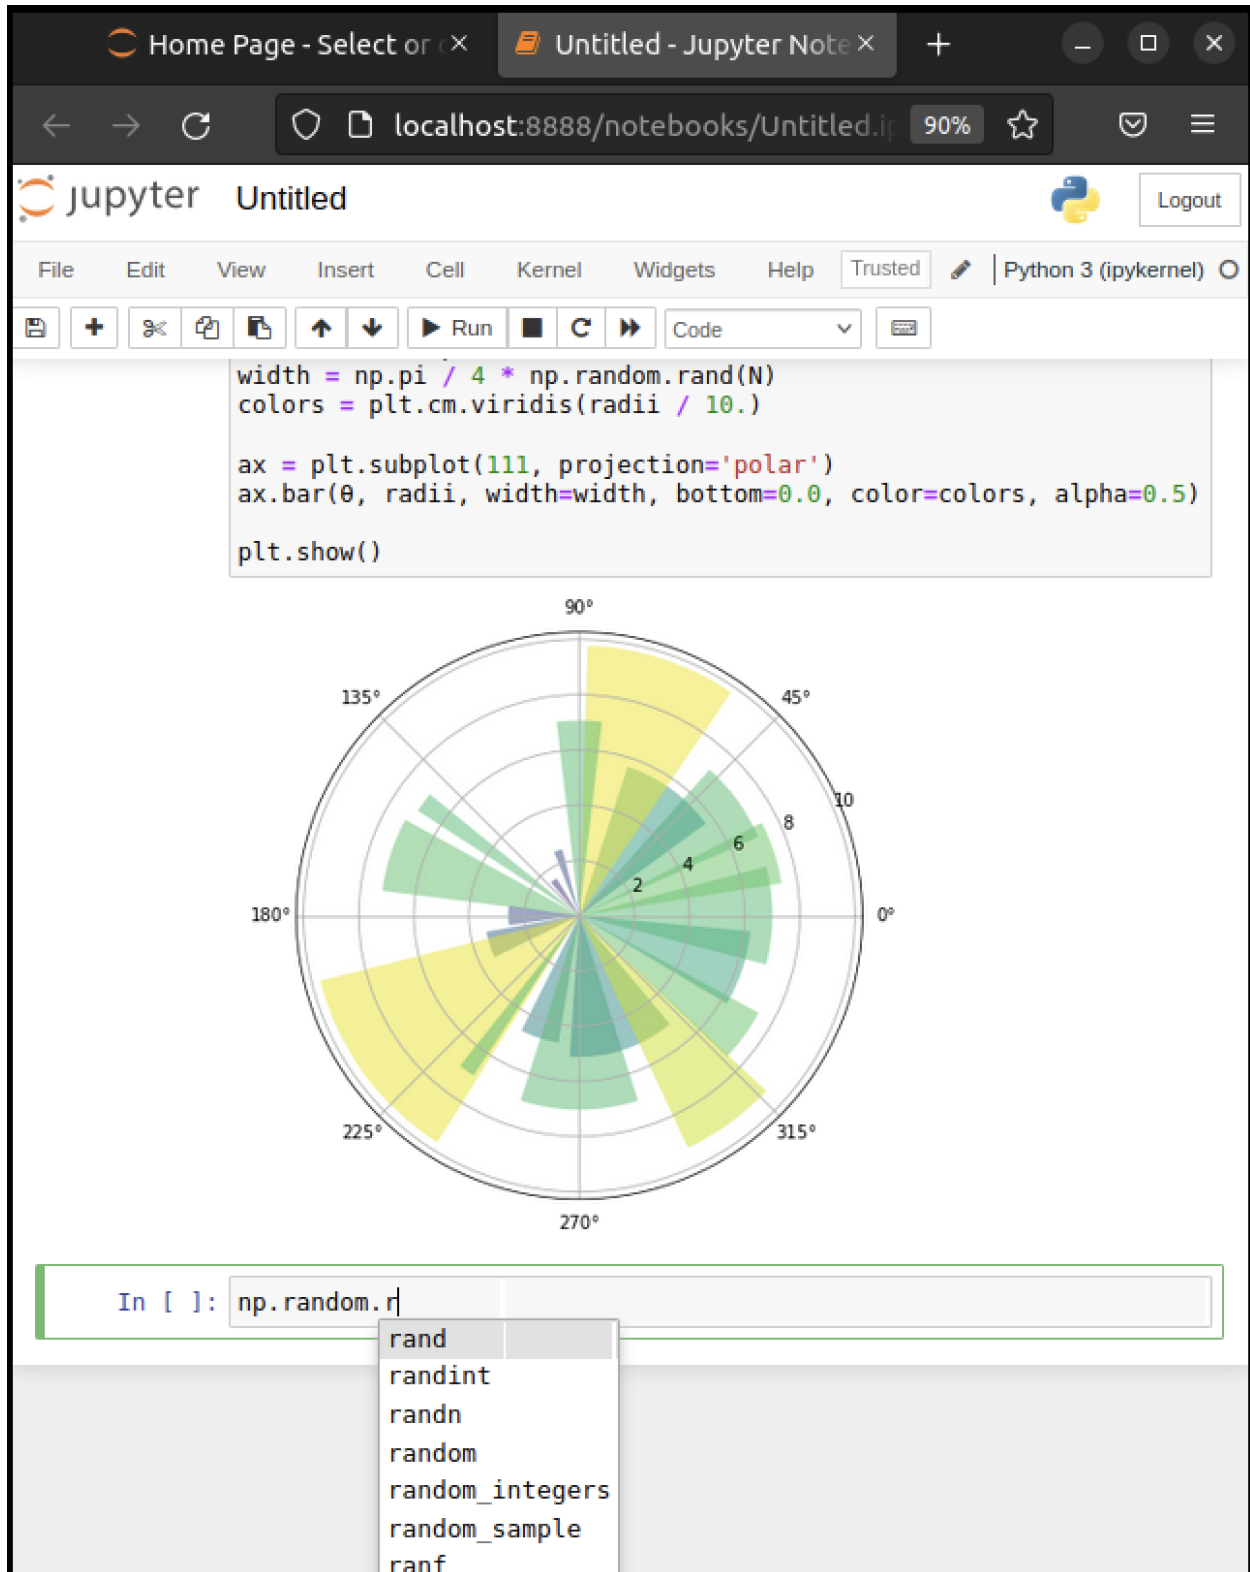 Home Page - Select or
Untitled - Jupyter Note
localhost:8888/notebooks/Untitled.ip
90%
jupyter
Untitled
Logout
File Edit View Insert Cell Kernel Widgets Help Trusted Python 3 (ipykernel)
Run Code
width = np.pi / 4 * np.random.rand(N)
colors = plt.cm.viridis(radii / 10.)
ax = plt.subplot(111, projection='polar')
ax.bar(θ, radii, width=width, bottom=0.0, color=colors, alpha=0.5)
plt.show()
90°
135°
45°
10
8
6
4
2
180°
0°
225°
315°
270°
In [ ]: np.random.r
rand
randint
randn
random
random_integers
random_sample
ranf